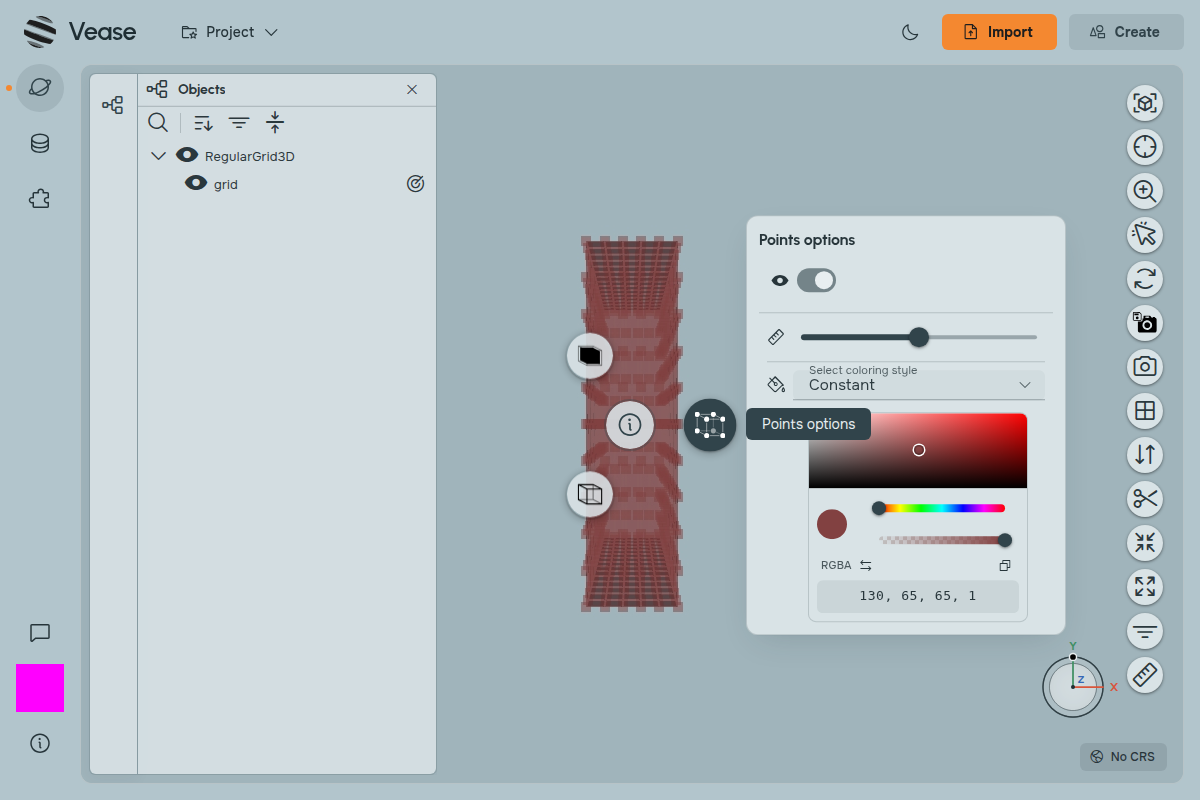 Vease
Project
Import
Create
Objects
RegularGrid3D
grid
Points options
Select coloring style
Constant
Points options
RGBA
130, 65, 65, 1
Y
Z
X
No CRS